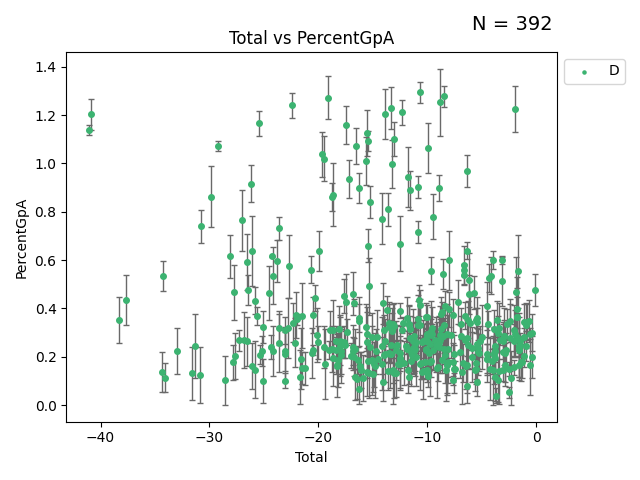 N = 392
Total vs PercentGpA
D
PercentGpA
1.4
1.2
1.0
0.8
0.6
0.4
0.2
0.0
−40 −30 −20 −10 0
Total